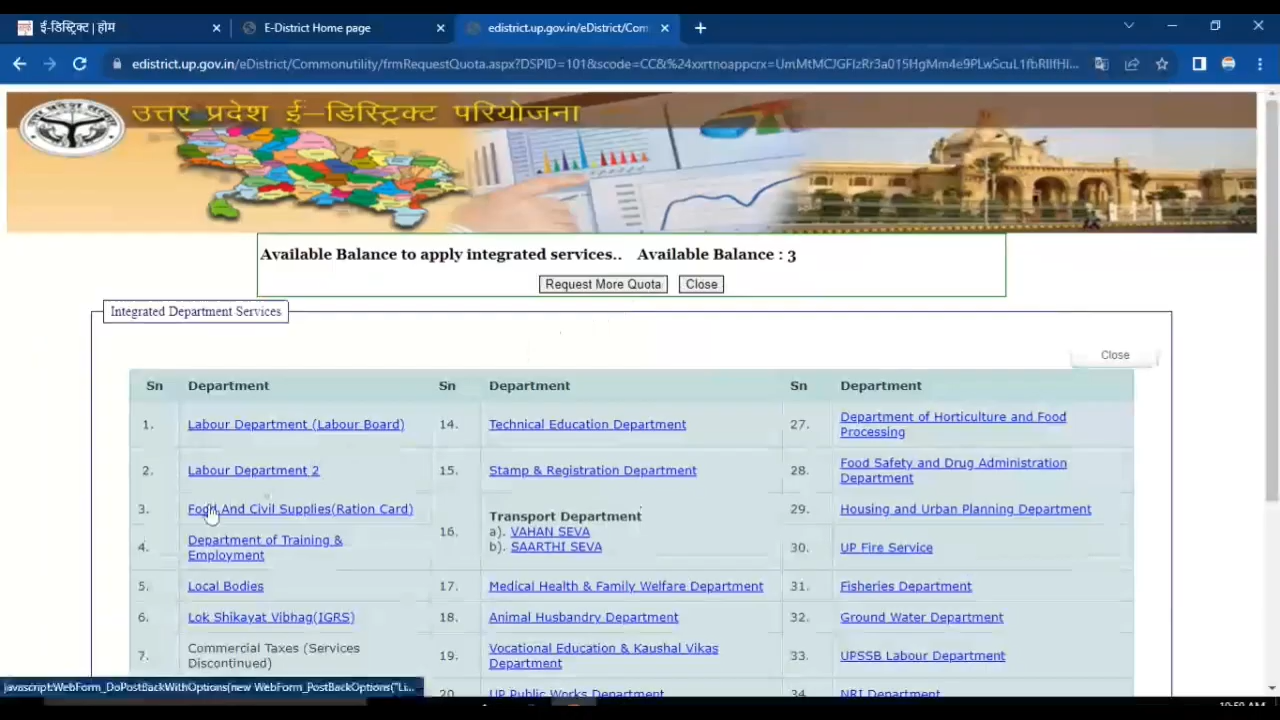 ई-डिस्ट्रिक्ट | होम
E-District Home page
edistrict.up.gov.in/eDistrict/Com
edistrict.up.gov.in/eDistrict/Commonutility/frmRequestQuota.aspx?DSPID=101&scode=CC&%24xxrtnoappcrx=
उत्तर प्रदेश ई-डिस्ट्रिक्ट परियोजना
Available Balance to apply integrated services.. Available Balance : 3
Request More Quota Close
Integrated Department Services
Close
Sn Department Sn Department Sn Department
1. Labour Department (Labour Board) 14. Technical Education Department 27. Department of Horticulture and Food
Processing
2. Labour Department 2 15. Stamp & Registration Department 28. Food Safety and Drug Administration
Department
3. Food And Civil Supplies(Ration Card) 16. Transport Department
a). VAHAN SEVA
b). SAARTHI SEVA
29. Housing and Urban Planning Department
4. Department of Training &
Employment
30. UP Fire Service
5. Local Bodies 17. Medical Health & Family Welfare Department 31. Fisheries Department
6. Lok Shikayat Vibhag(IGRS) 18. Animal Husbandry Department 32. Ground Water Department
7. Commercial Taxes (Services
Discontinued)
19. Vocational Education & Kaushal Vikas
Department
33. UPSSB Labour Department
20. UP Public Works Department 34. NRI Department
javascript:WebForm_DoPostBackWithOptions(new WebForm_PostBackOptions("Li...
10:59 AM